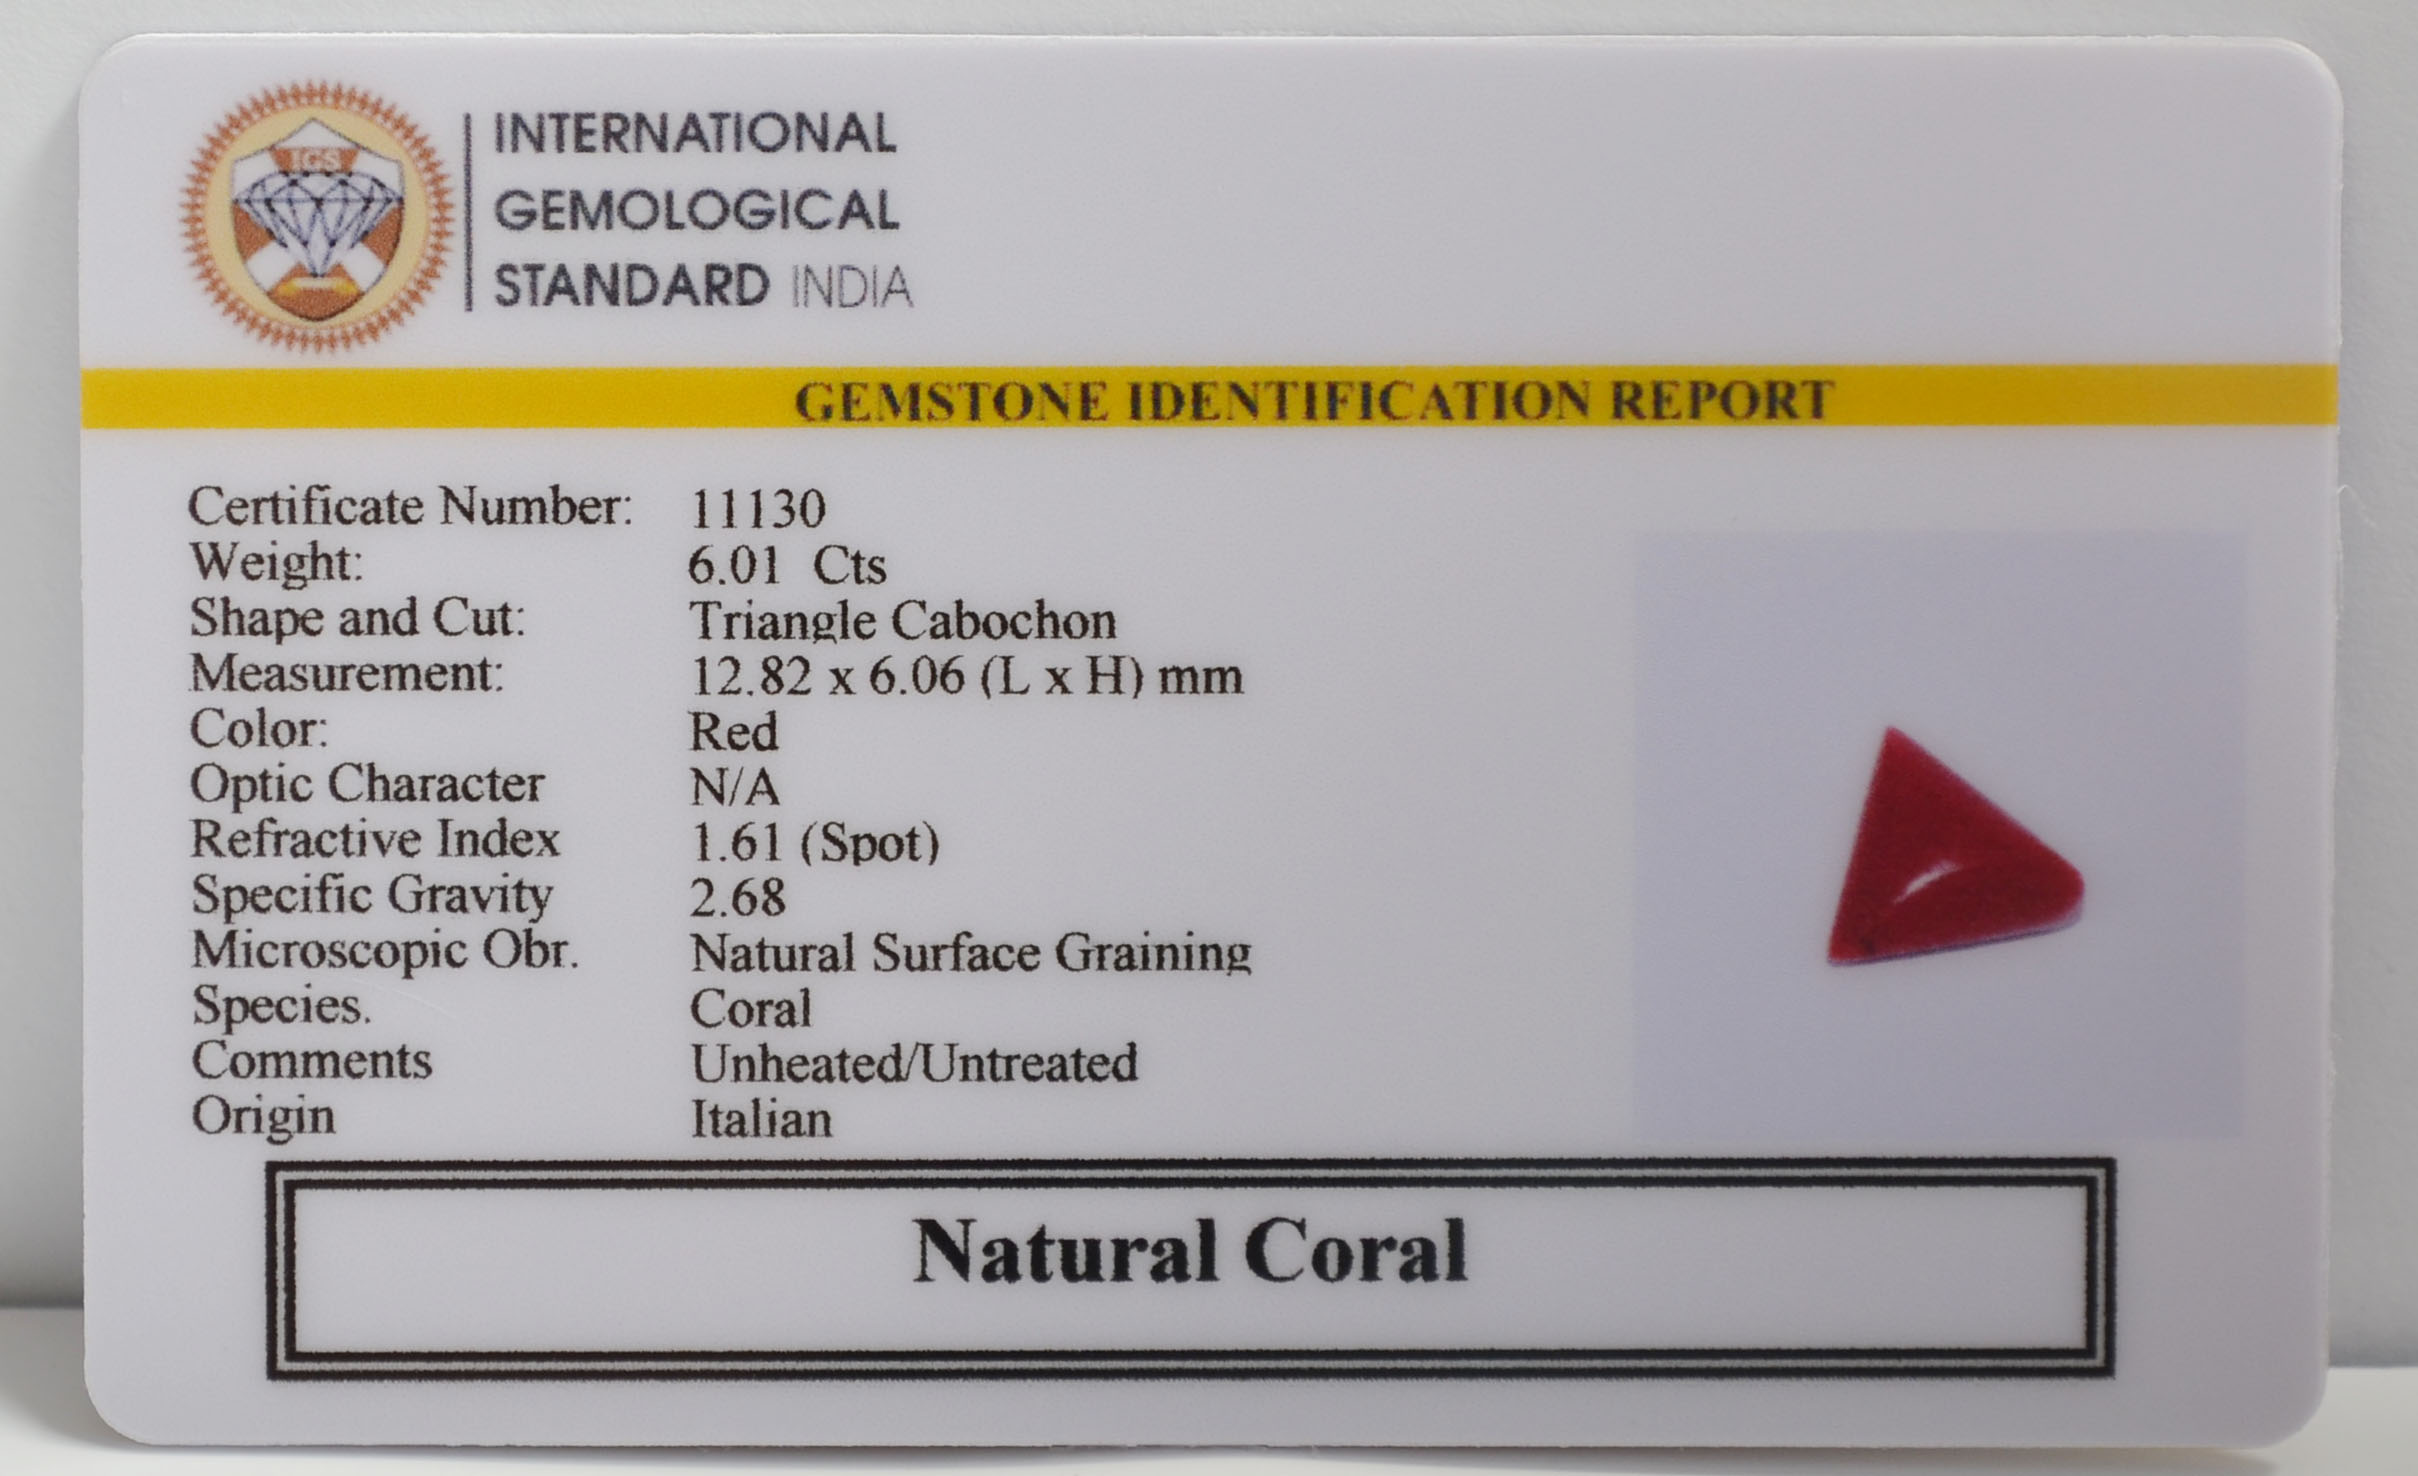 IGS
INTERNATIONAL
GEMOLOGICAL
STANDARD INDIA
GEMSTONE IDENTIFICATION REPORT
Certificate Number: 11130
Weight: 6.01 Cts
Shape and Cut: Triangle Cabochon
Measurement: 12.82 x 6.06 (L x H) mm
Color: Red
Optic Character N/A
Refractive Index 1.61 (Spot)
Specific Gravity 2.68
Microscopic Obr. Natural Surface Graining
Species. Coral
Comments Unheated/Untreated
Origin Italian
Natural Coral